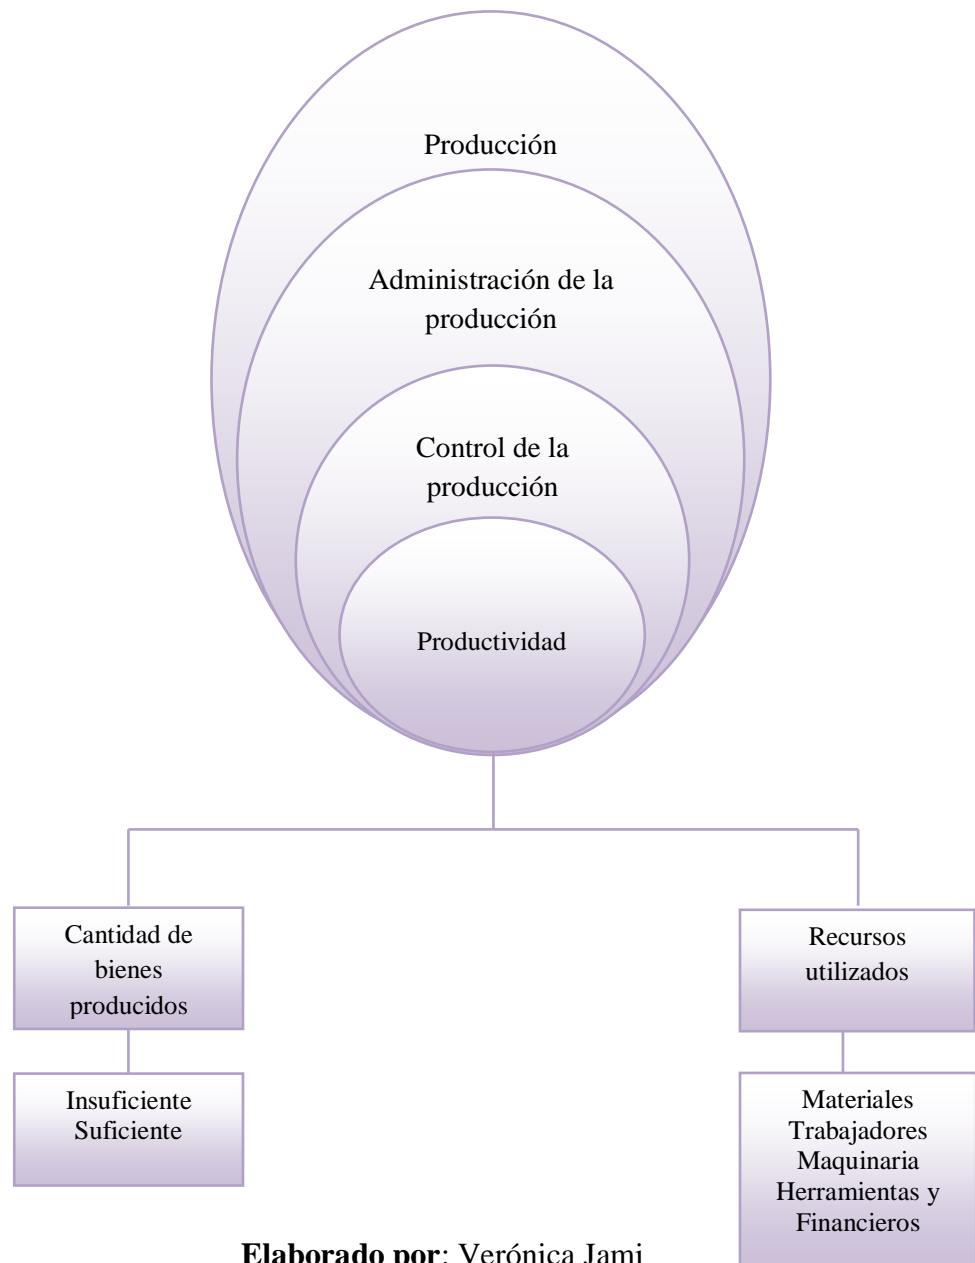 Producción
Administración de la
producción
Control de la
producción
Productividad
Cantidad de
bienes
producidos
Recursos
utilizados
Insuficiente
Suficiente
Materiales
Trabajadores
Maquinaria
Herramientas y
Financieros
Elaborado por: Verónica Jami